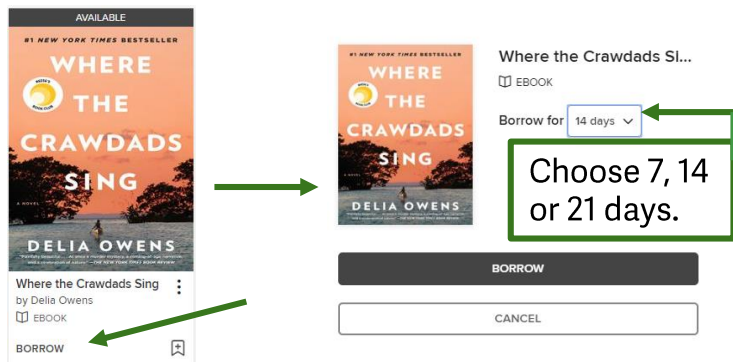 AVAILABLE
#1 NEW YORK TIMES BESTSELLER
WHERE
THE
CRAWDADS
SING
A NOVEL
DELIA OWENS
Where the Crawdads Sing
by Delia Owens
EBOOK
BORROW
#1 NEW YORK TIMES BESTSELLER
WHERE
THE
CRAWDADS
SING
A NOVEL
DELIA OWENS
Where the Crawdads Si...
EBOOK
Borrow for 14 days
Choose 7, 14
or 21 days.
BORROW
CANCEL